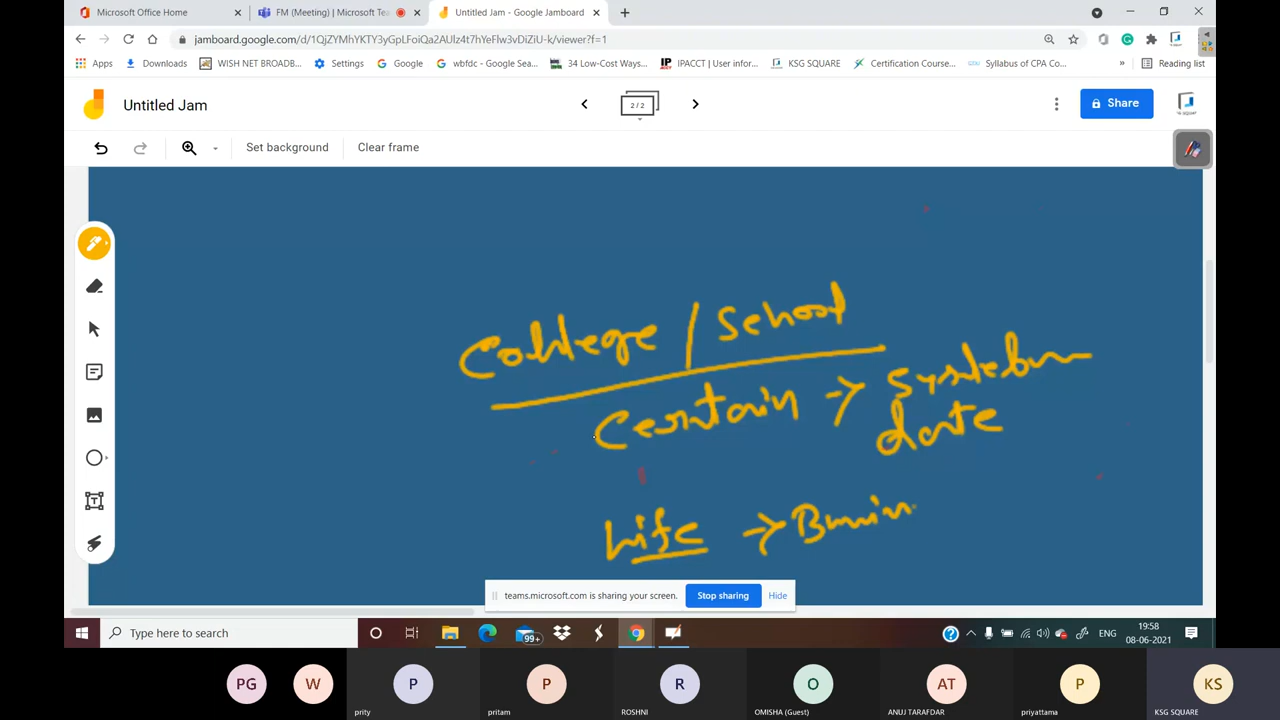 Microsoft Office Home
FM (Meeting) | Microsoft Tea
Untitled Jam - Google Jamboard
jamboard.google.com/d/1QjZYMhYKTY3yGpLFoiQa2AUlz4t7hYeFlw3vDiZiU-k/viewer?f=1
Apps Downloads WISH NET BROADB... Settings Google wbfdc - Google Sea... 34 Low-Cost Ways... IPACCT | User infor... KSG SQUARE Certification Course... Syllabus of CPA Co... » Reading list
Untitled Jam
2 / 2
Share
Set background Clear frame
College / School
→
date
Life →
T
teams.microsoft.com is sharing your screen. Stop sharing Hide
Type here to search
99+
ENG
19:58
08-06-2021
PG W P P R O AT P KS
prity pritam ROSHNI OMISHA (Guest) ANUJ TARAFDAR priyattama KSG SQUARE